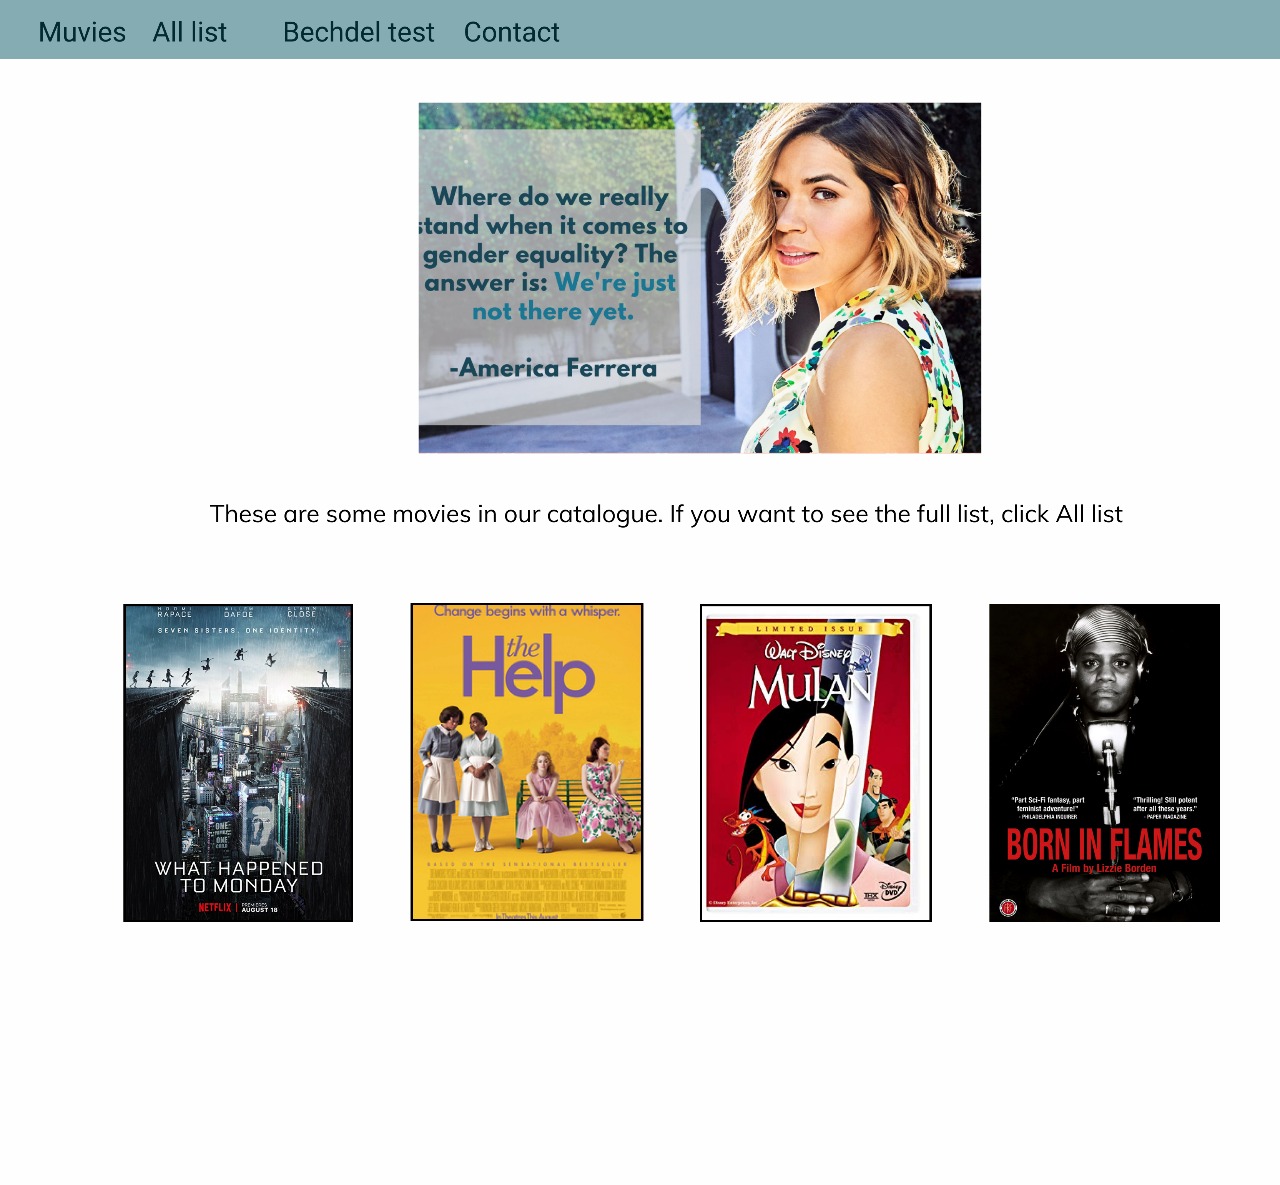 Muvies All list Bechdel test Contact
Where do we really
stand when it comes to
gender equality? The
answer is: We're just
not there yet.
-America Ferrera
These are some movies in our catalogue. If you want to see the full list, click All list
RAPACE DAFOE CLOSE
SEVEN SISTERS. ONE IDENTITY.
WHAT HAPPENED
TO MONDAY
NETFLIX | PREMIERES
AUGUST 18
Change begins with a whisper.
the
Help
BASED ON THE SENSATIONAL BESTSELLER
In Theatres This August
LIMITED ISSUE
WALT DISNEY
MULAN
THX Disney
DVD
© Disney Enterprises, Inc.
"Part Sci-Fi fantasy, part
feminist adventure!"
- PHILADELPHIA INQUIRER
"Thrilling! Still potent
after all these years."
- PAPER MAGAZINE
BORN IN FLAMES
A Film by Lizzie Borden